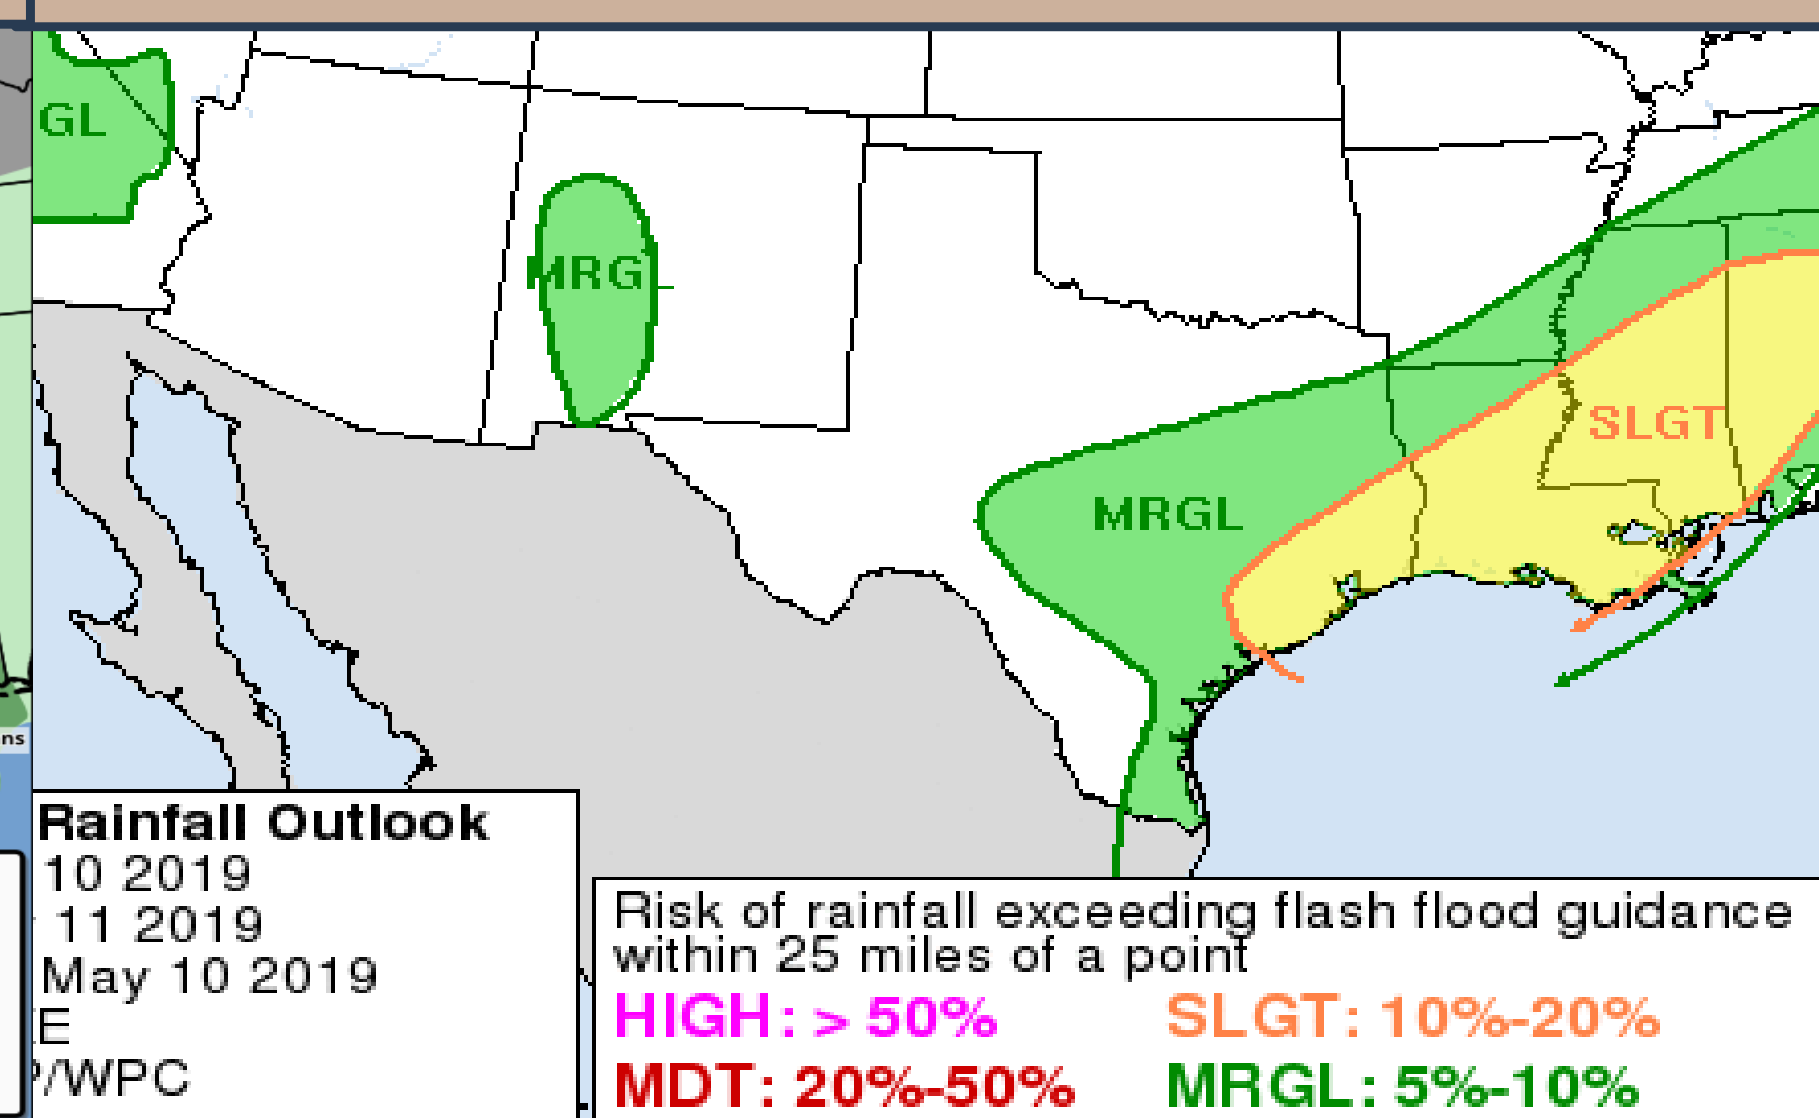 GL
MRGL
SLGT
MRGL
ns
Rainfall Outlook
10 2019
11 2019
May 10 2019
E
/WPC
Risk of rainfall exceeding flash flood guidance
within 25 miles of a point
HIGH: > 50%
SLGT: 10%-20%
MDT: 20%-50%
MRGL: 5%-10%